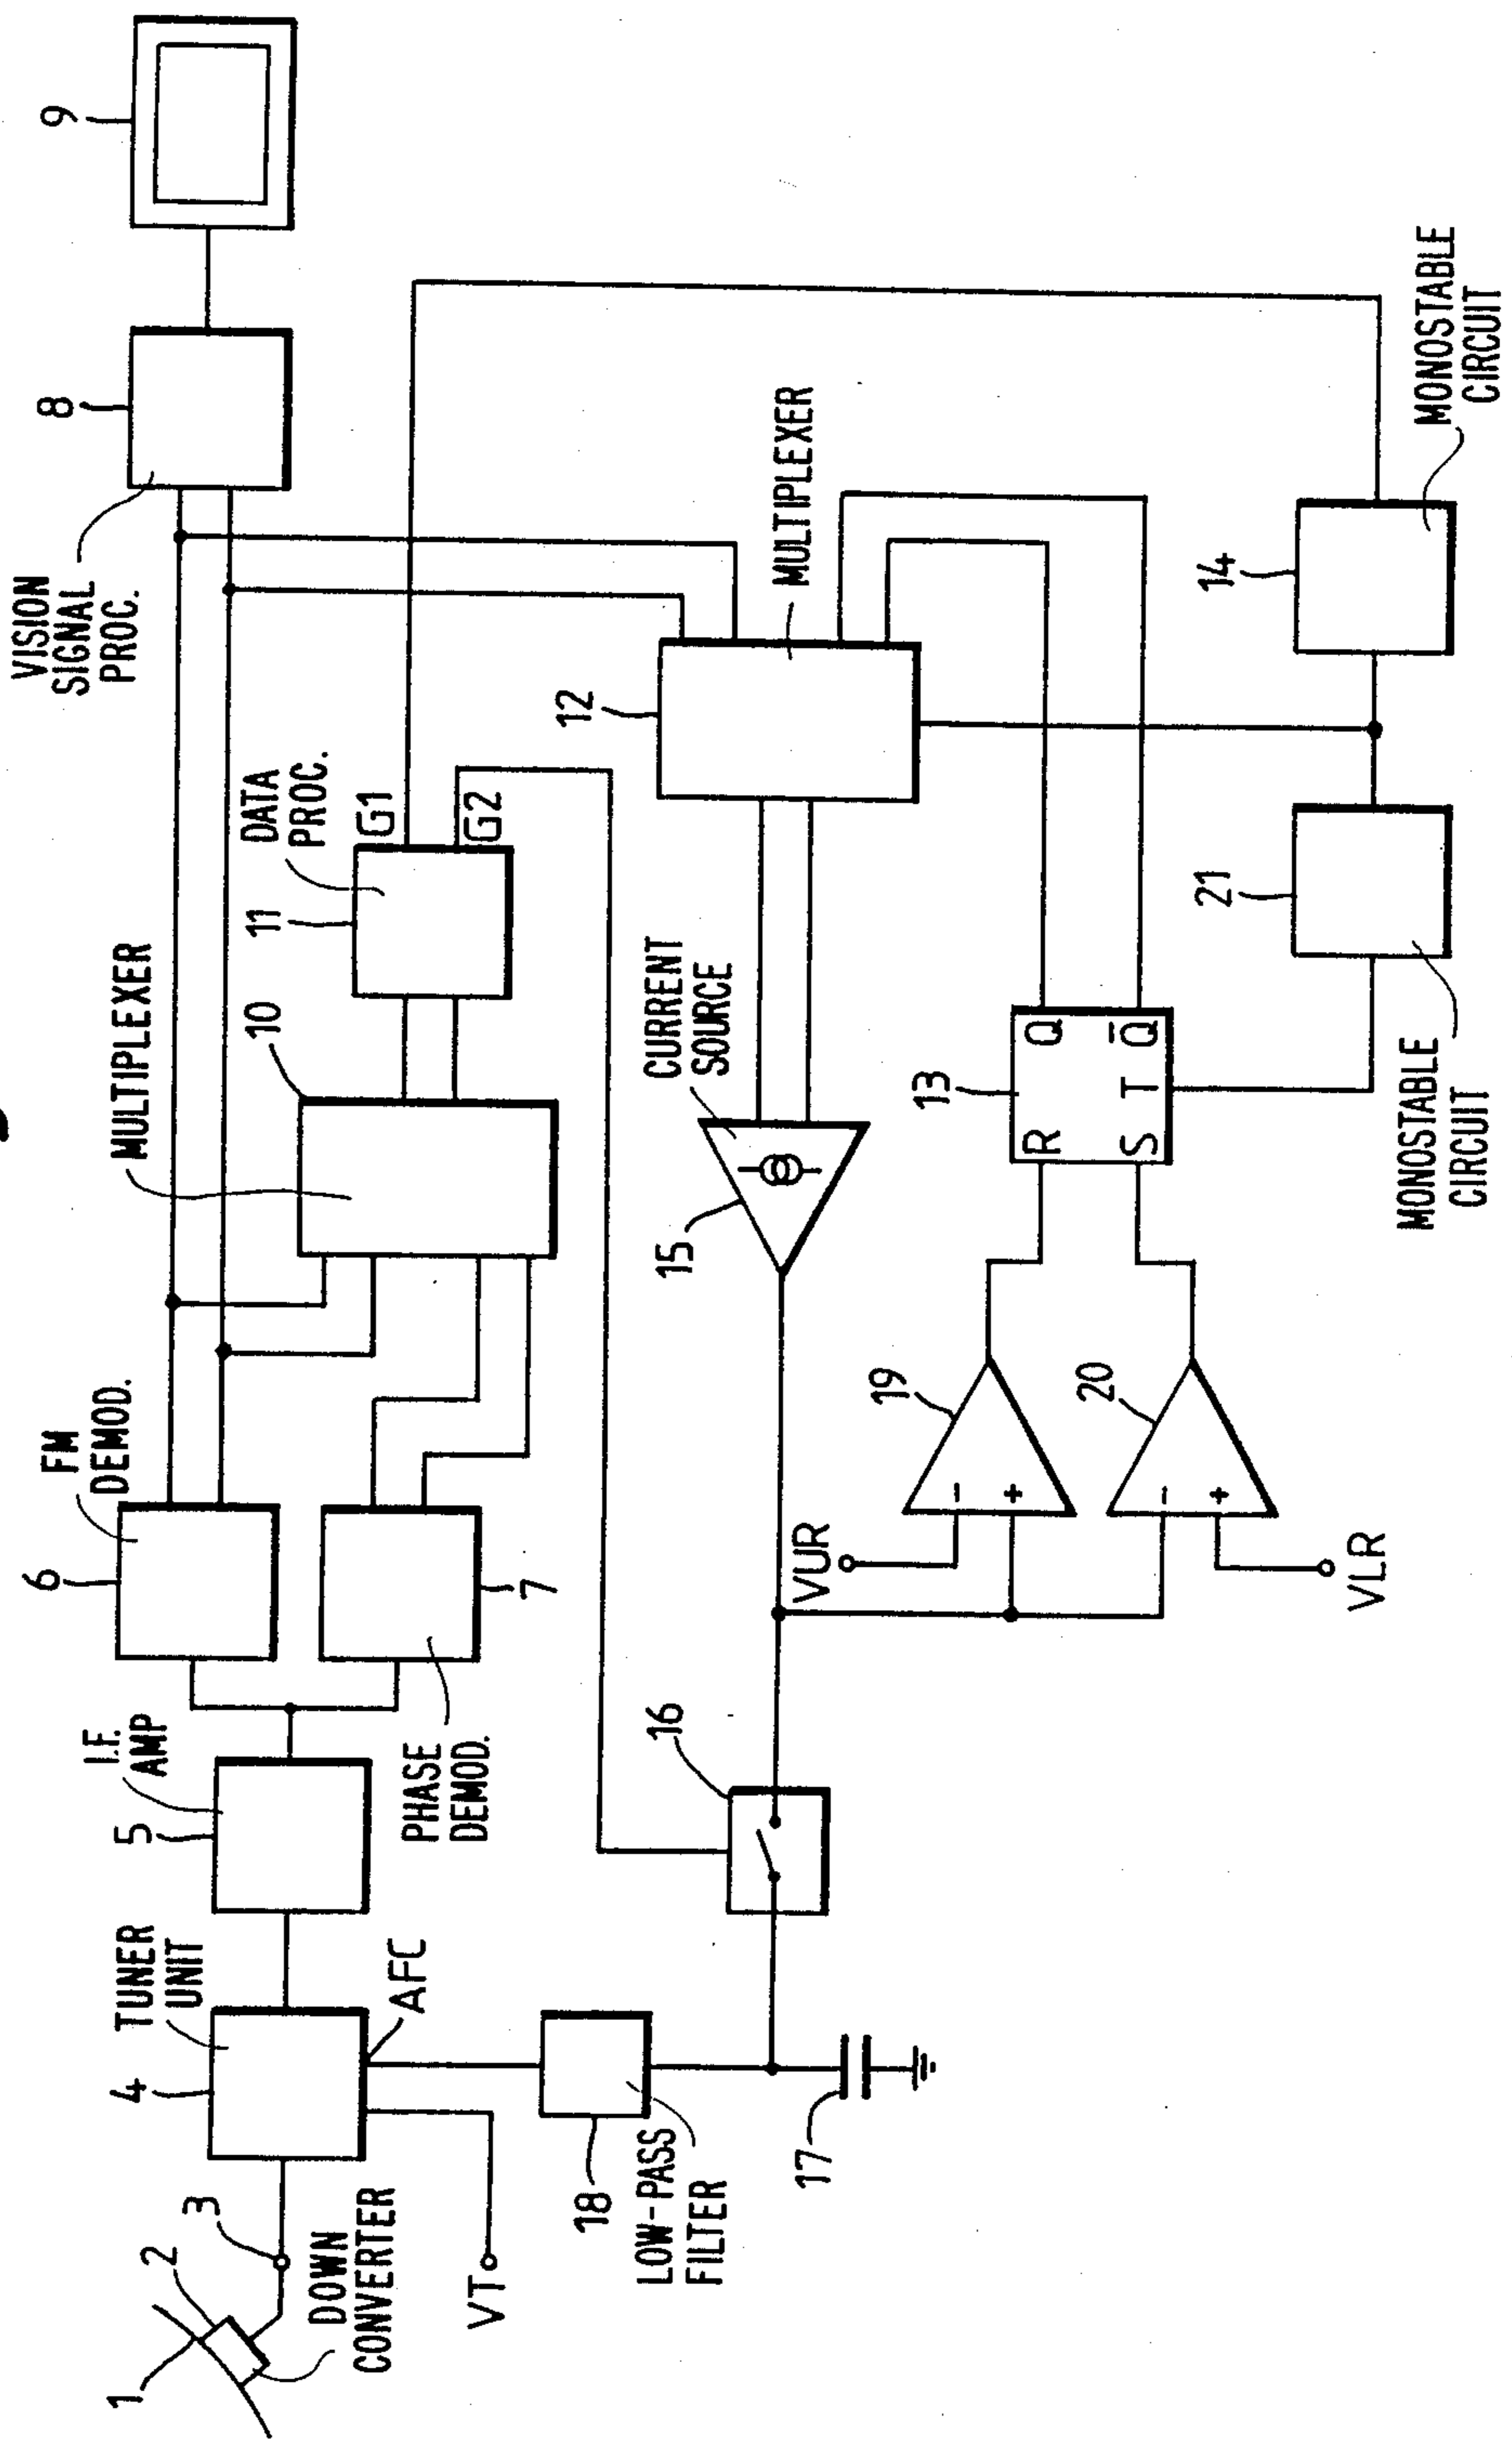 1
2
3
DOWN
CONVERTER
VT
4
TUNER
UNIT
AFC
18
LOW-PASS
FILTER
17
5
I.F.
AMP
16
6
FM
DEMOD.
7
PHASE
DEMOD.
MULTIPLEXER
10
11
DATA
PROC.
G1
G2
VISION
SIGNAL
PROC.
8
9
12
MULTIPLEXER
CURRENT
SOURCE
15
VUR
VLR
19
- +
20
- +
13
R Q
S T Q̅
21
MONOSTABLE
CIRCUIT
14
MONOSTABLE
CIRCUIT